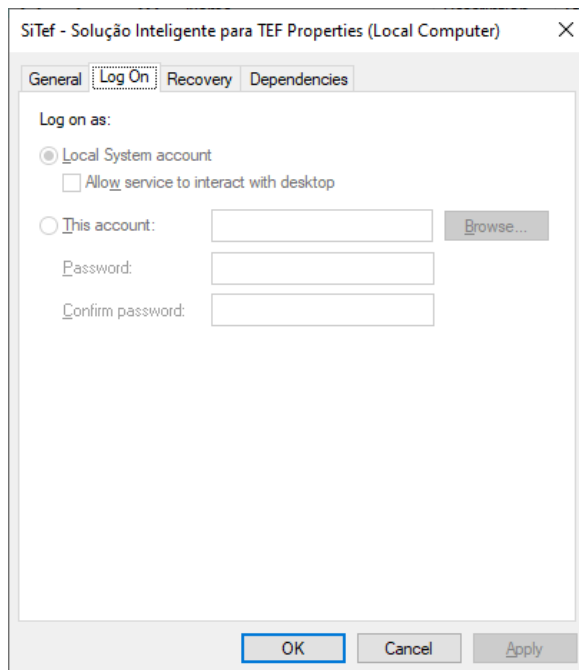 SiTef - Solução Inteligente para TEF Properties (Local Computer)
General Log On Recovery Dependencies
Log on as:
Local System account
Allow service to interact with desktop
This account: Browse...
Password:
Confirm password:
OK Cancel Apply